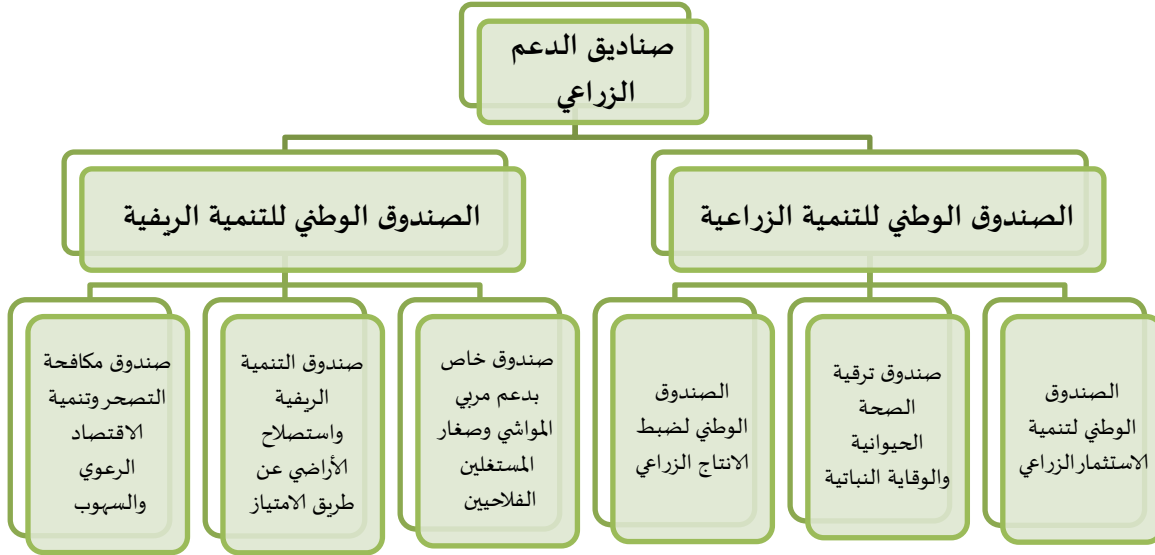 صناديق الدعم
الزراعي
الصندوق الوطني للتنمية الزراعية
الصندوق الوطني للتنمية الريفية
الصندوق
الوطني لتنمية
الاستثمار الزراعي
صندوق ترقية
الصحة
الحيوانية
والوقاية النباتية
الصندوق
الوطني لضبط
الانتاج الزراعي
صندوق خاص
بدعم مربي
المواشي وصغار
المستغلين
الفلاحيين
صندوق التنمية
الريفية
واستصلاح
الأراضي عن
طريق الامتياز
صندوق مكافحة
التصحر وتنمية
الاقتصاد
الرعوي
والسهوب